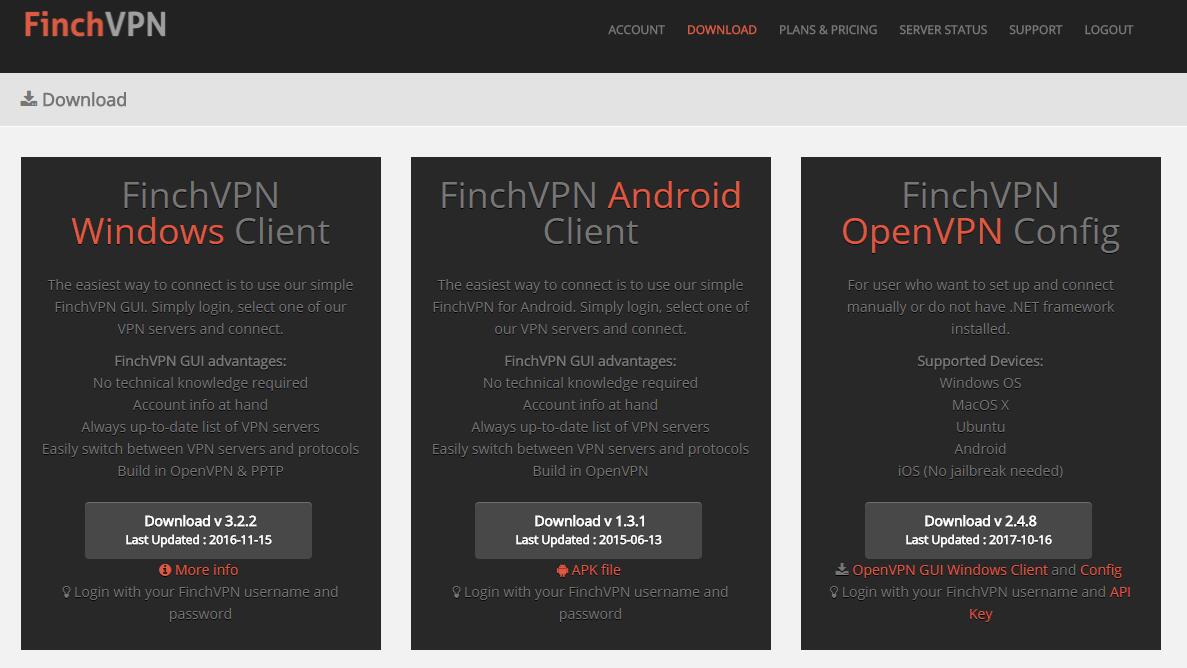 FinchVPN
ACCOUNT DOWNLOAD PLANS & PRICING SERVER STATUS SUPPORT LOGOUT
Download
FinchVPN
Windows Client
The easiest way to connect is to use our simple
FinchVPN GUI. Simply login, select one of our
VPN servers and connect.
FinchVPN GUI advantages:
No technical knowledge required
Account info at hand
Always up-to-date list of VPN servers
Easily switch between VPN servers and protocols
Build in OpenVPN & PPTP
Download v 3.2.2
Last Updated : 2016-11-15
More info
Login with your FinchVPN username and
password
FinchVPN Android
Client
The easiest way to connect is to use our simple
FinchVPN for Android. Simply login, select one of
our VPN servers and connect.
FinchVPN GUI advantages:
No technical knowledge required
Account info at hand
Always up-to-date list of VPN servers
Easily switch between VPN servers and protocols
Build in OpenVPN
Download v 1.3.1
Last Updated : 2015-06-13
APK file
Login with your FinchVPN username and
password
FinchVPN
OpenVPN Config
For user who want to set up and connect
manually or do not have .NET framework
installed.
Supported Devices:
Windows OS
MacOS X
Ubuntu
Android
iOS (No jailbreak needed)
Download v 2.4.8
Last Updated : 2017-10-16
OpenVPN GUI Windows Client and Config
Login with your FinchVPN username and API
Key